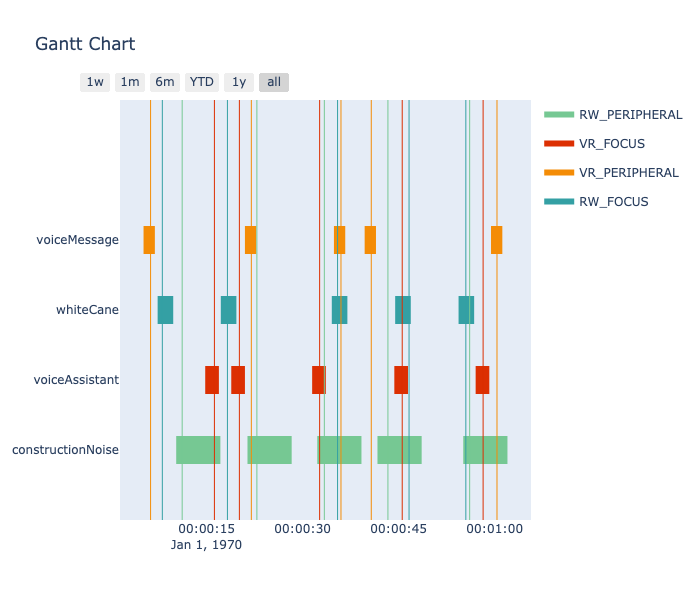 Gantt Chart
1w 1m 6m YTD 1y all
RW_PERIPHERAL
VR_FOCUS
VR_PERIPHERAL
RW_FOCUS
voiceMessage
whiteCane
voiceAssistant
constructionNoise
00:00:15 00:00:30 00:00:45 00:01:00
Jan 1, 1970